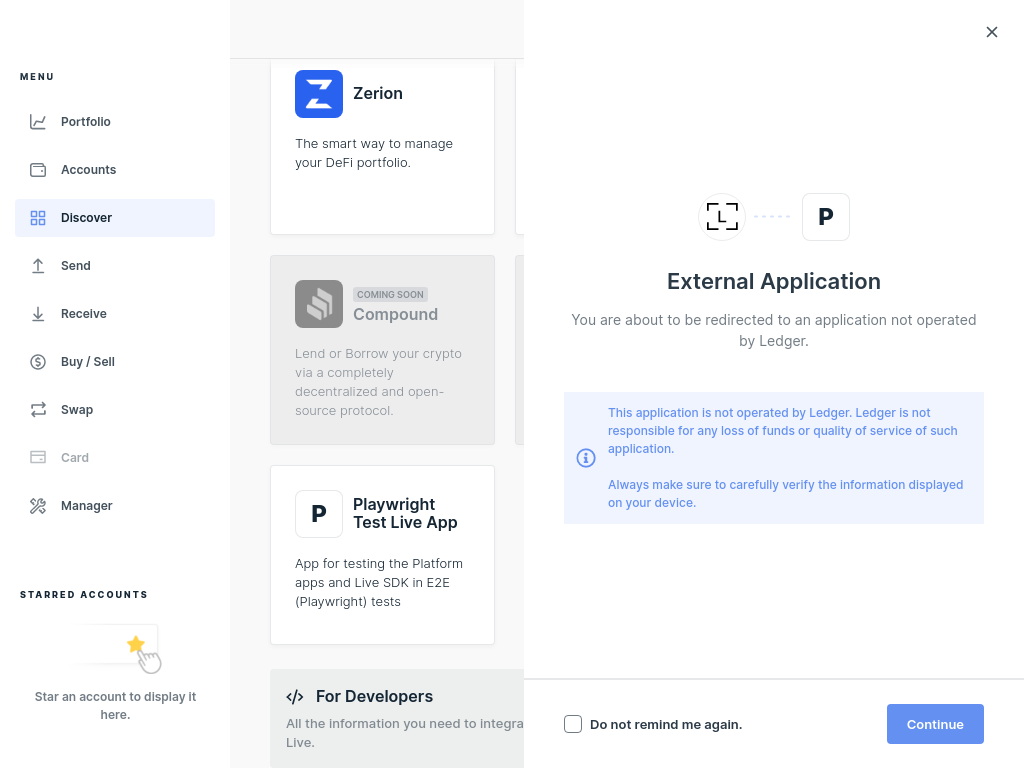 MENU
Portfolio
Accounts
Discover
Send
Receive
Buy / Sell
Swap
Card
Manager
STARRED ACCOUNTS
Star an account to display it
here.
Zerion
The smart way to manage
your DeFi portfolio.
COMING SOON
Compound
Lend or Borrow your crypto
via a completely
decentralized and open-
source protocol.
P
Playwright
Test Live App
App for testing the Platform
apps and Live SDK in E2E
(Playwright) tests
For Developers
All the information you need to integra
Live.
L
P
External Application
You are about to be redirected to an application not operated
by Ledger.
This application is not operated by Ledger. Ledger is not
responsible for any loss of funds or quality of service of such
application.
Always make sure to carefully verify the information displayed
on your device.
Do not remind me again.
Continue